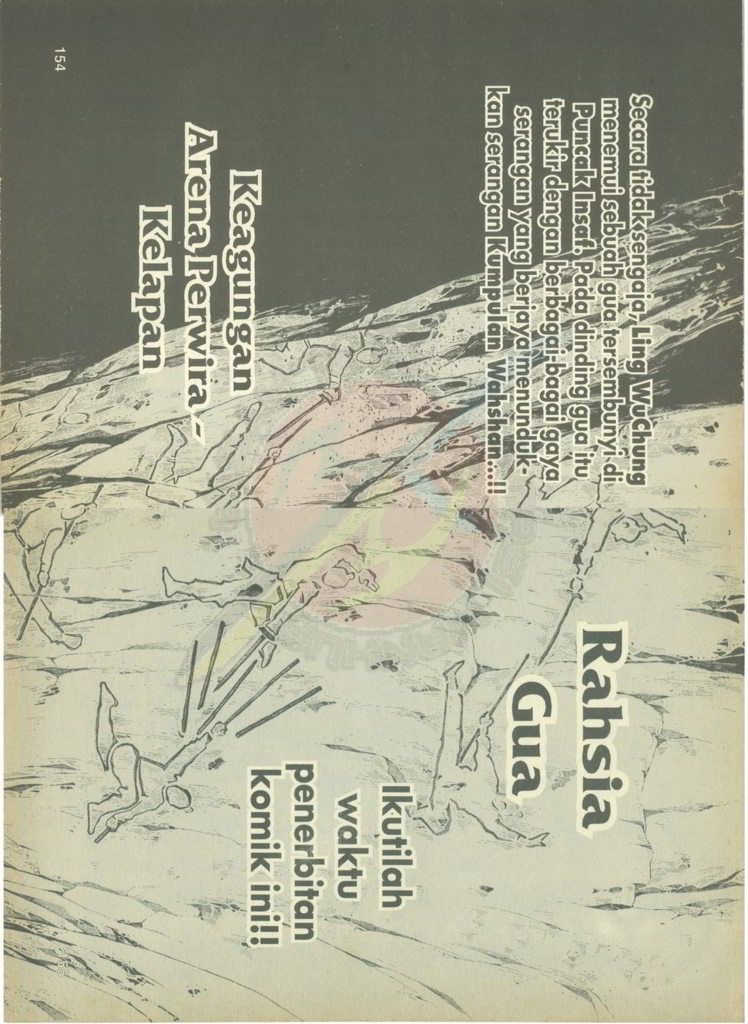 Secara tidak sengaja, Ling Wuchung
menemui sebuah gua tersembunyi di
Puncak Insaf. Pada dinding gua itu
terukir dengan berbagai-bagai gaya
serangan yang berjaya menunduk-
kan serangan Kumpulan Wahshan...!!
Keagungan
Arena Perwira -
Kelapan
Rahsia
Gua
Ikutilah
waktu
penerbitan
komik ini!!
154
55